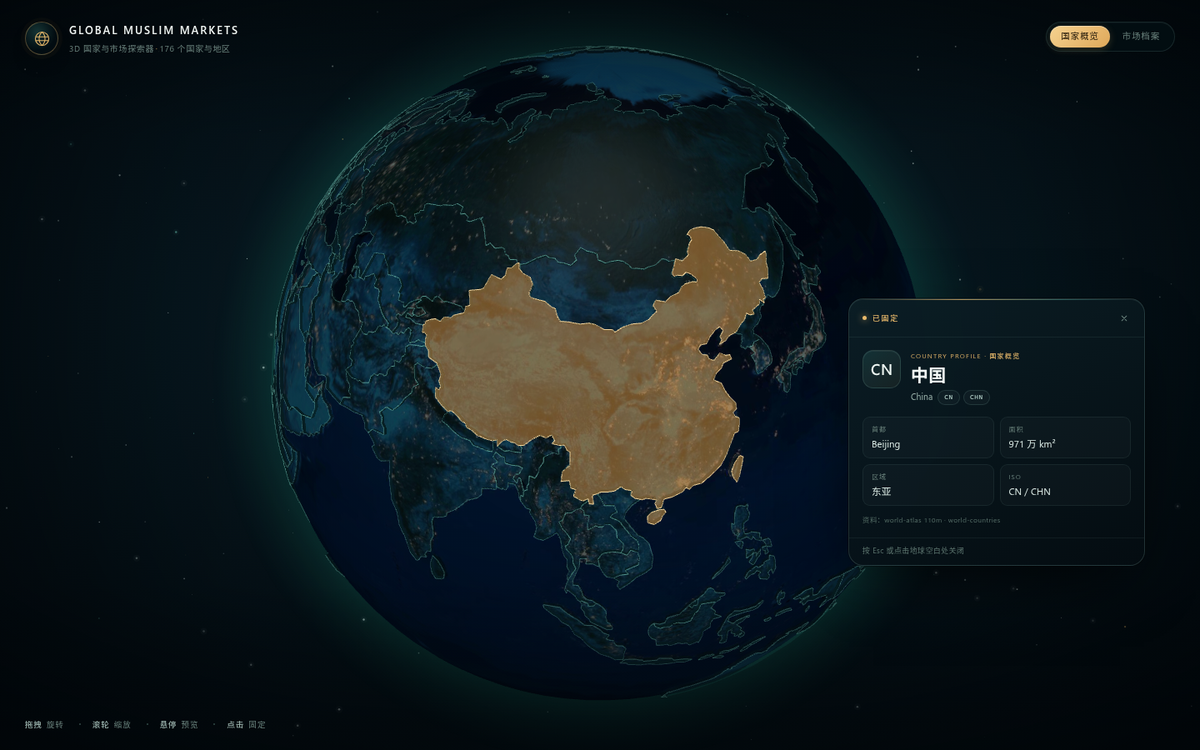 GLOBAL MUSLIM MARKETS
3D 国家与市场探索器 · 176 个国家与地区
国家概览 市场档案
已固定 ×
CN
COUNTRY PROFILE · 国家概览
中国
China CN CHN
首都
Beijing
面积
971 万 km²
区域
东亚
ISO
CN / CHN
资料: world-atlas 110m · world-countries
按 Esc 或点击地球空白处关闭
拖拽 旋转 · 滚轮 缩放 · 悬停 预览 · 点击 固定